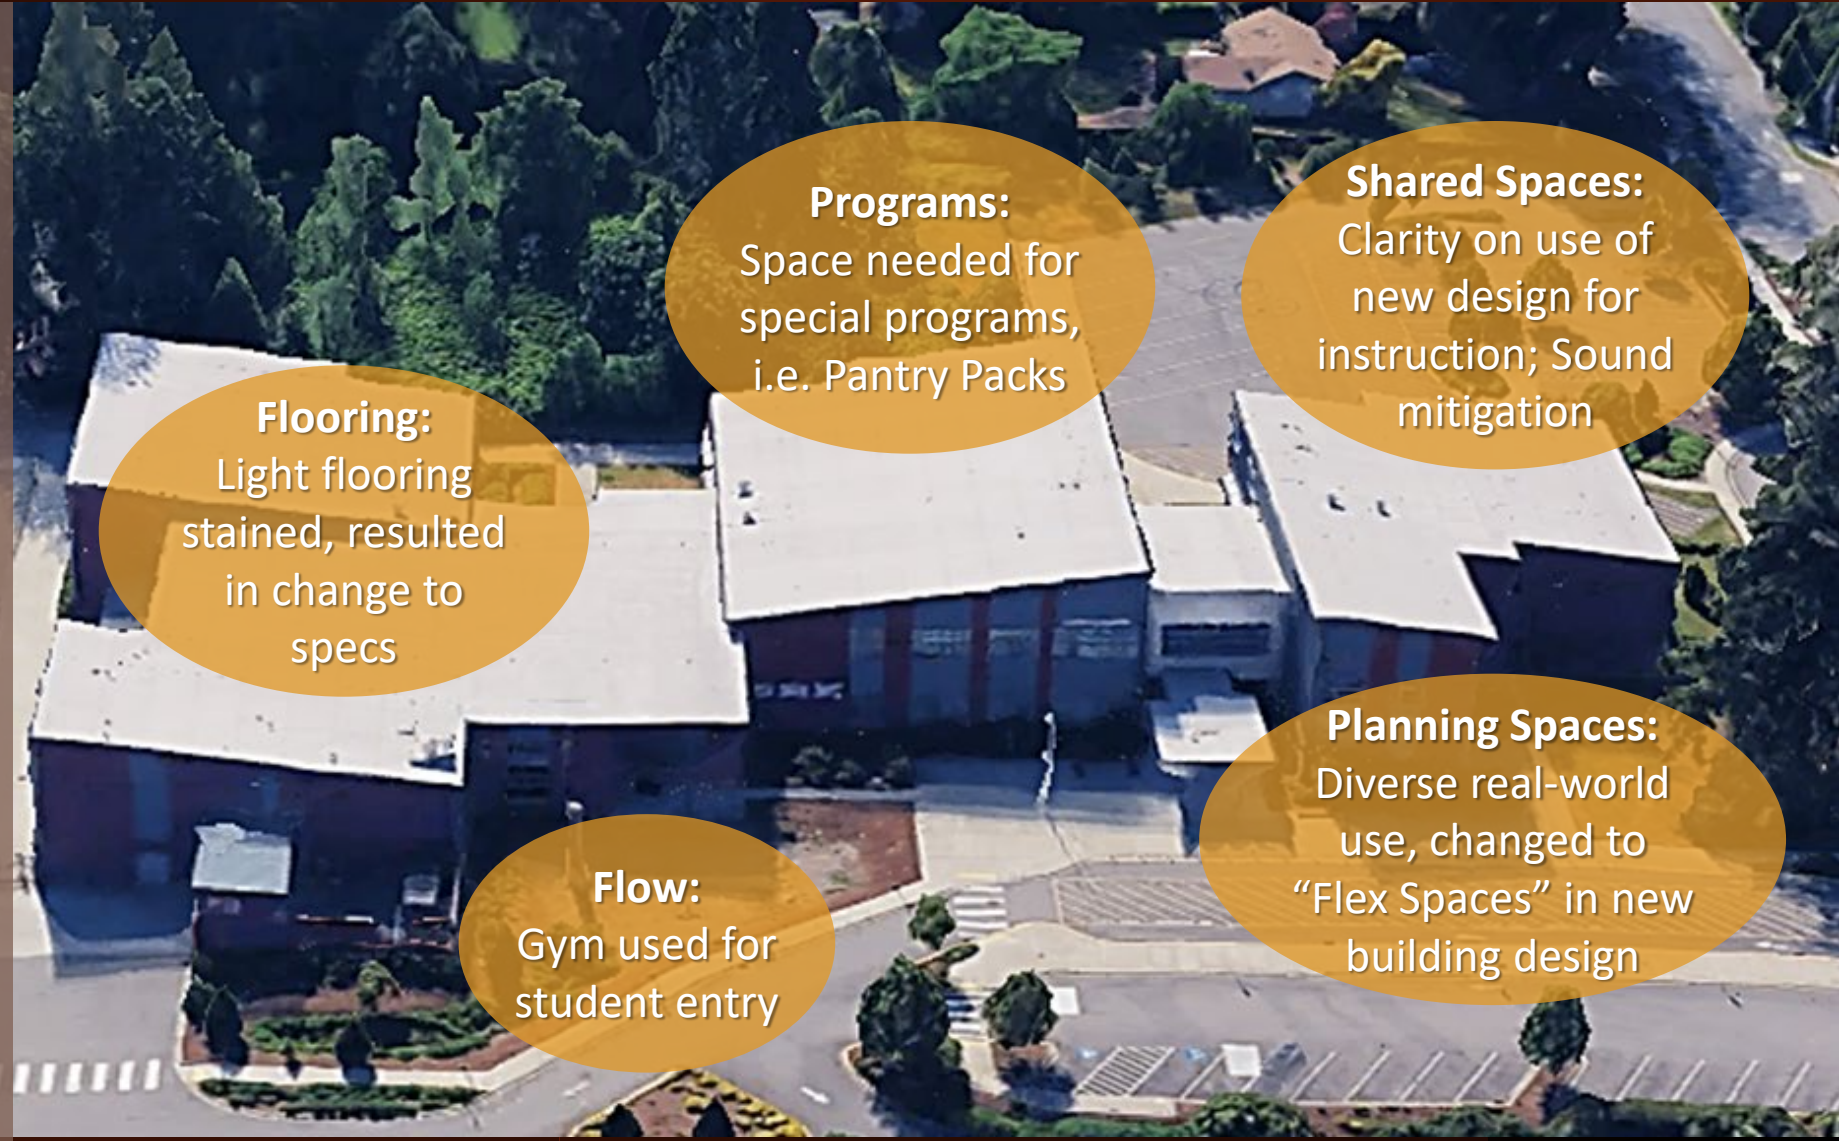 Programs:
Space needed for
special programs,
i.e. Pantry Packs
Shared Spaces:
Clarity on use of
new design for
instruction; Sound
mitigation
Flooring:
Light flooring
stained, resulted
in change to
specs
Planning Spaces:
Diverse real-world
use, changed to
“Flex Spaces” in new
building design
Flow:
Gym used for
student entry